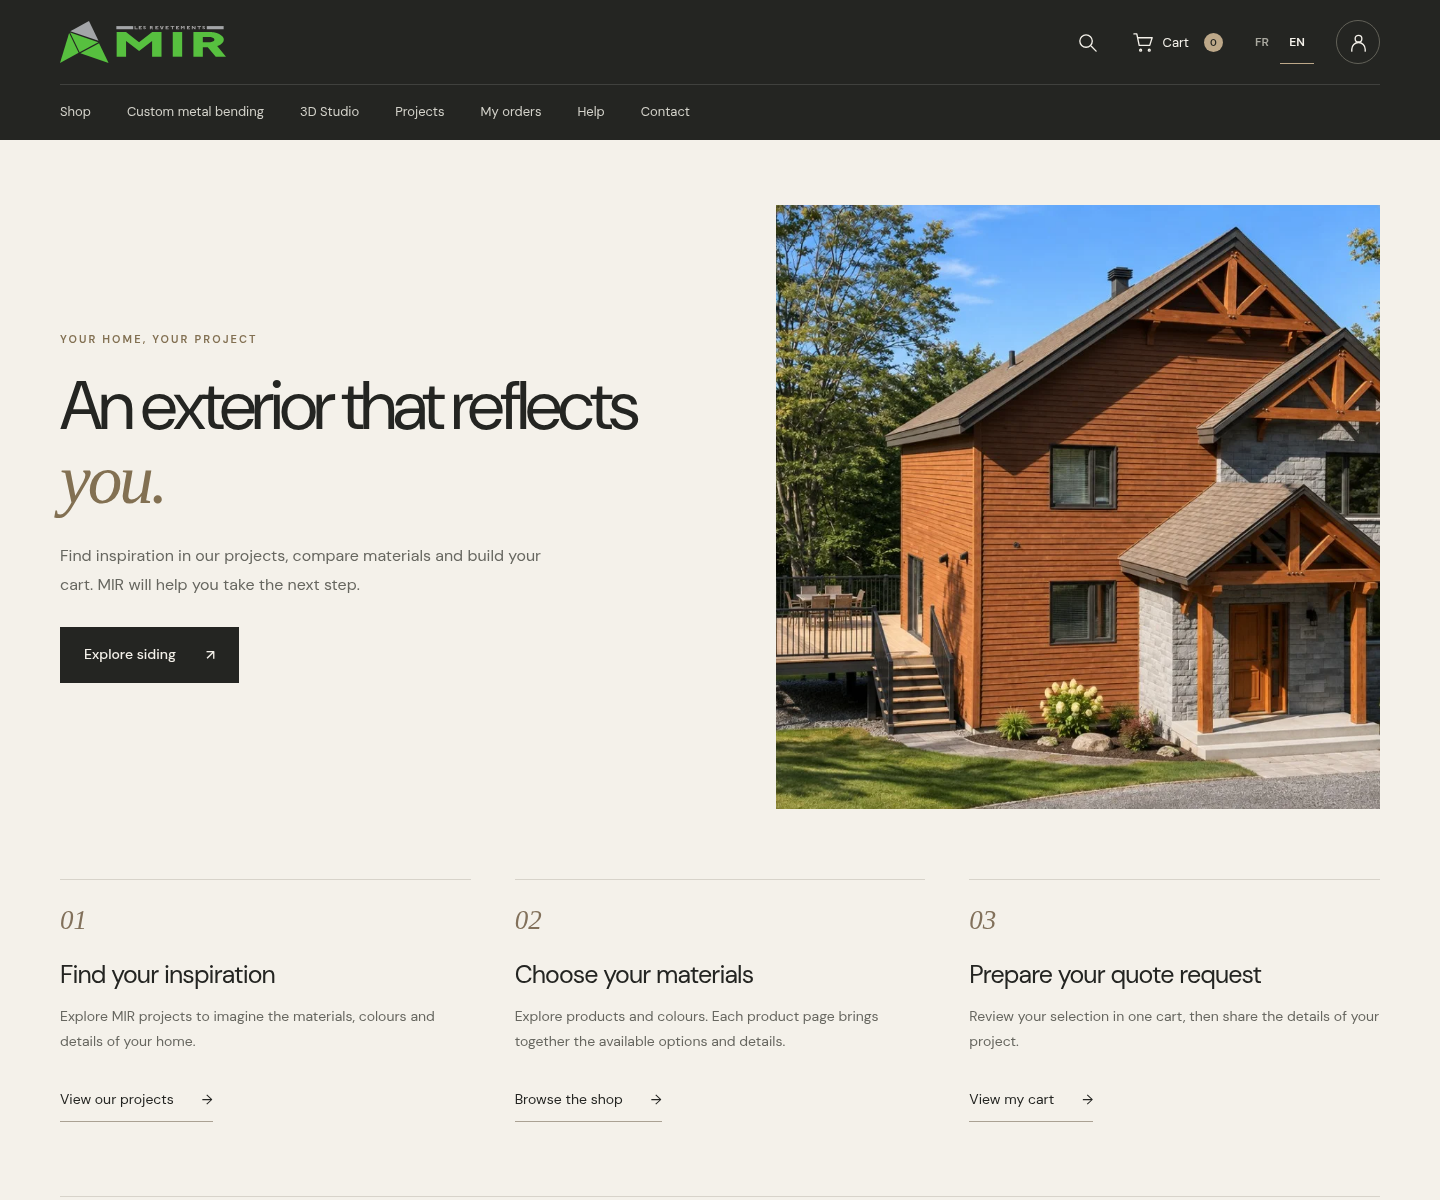 LES REVETEMENTS
MIR
Cart 0 FR EN
Shop Custom metal bending 3D Studio Projects My orders Help Contact
YOUR HOME, YOUR PROJECT
An exterior that reflects
you.
Find inspiration in our projects, compare materials and build your
cart. MIR will help you take the next step.
Explore siding
01
Find your inspiration
Explore MIR projects to imagine the materials, colours and
details of your home.
View our projects
02
Choose your materials
Explore products and colours. Each product page brings
together the available options and details.
Browse the shop
03
Prepare your quote request
Review your selection in one cart, then share the details of your
project.
View my cart